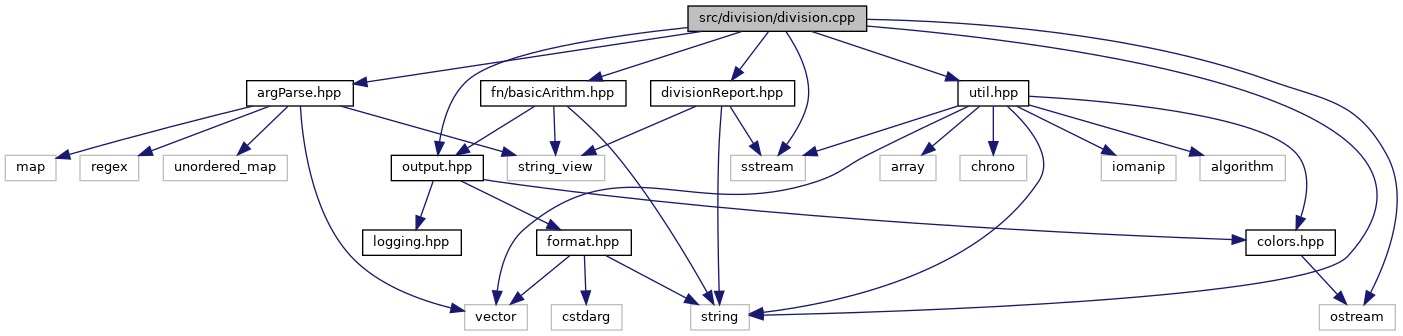 src/division/division.cpp
argParse.hpp
fn/basicArithm.hpp
divisionReport.hpp
util.hpp
map
regex
unordered_map
output.hpp
string_view
sstream
array
chrono
iomanip
algorithm
logging.hpp
format.hpp
colors.hpp
vector
cstdarg
string
ostream